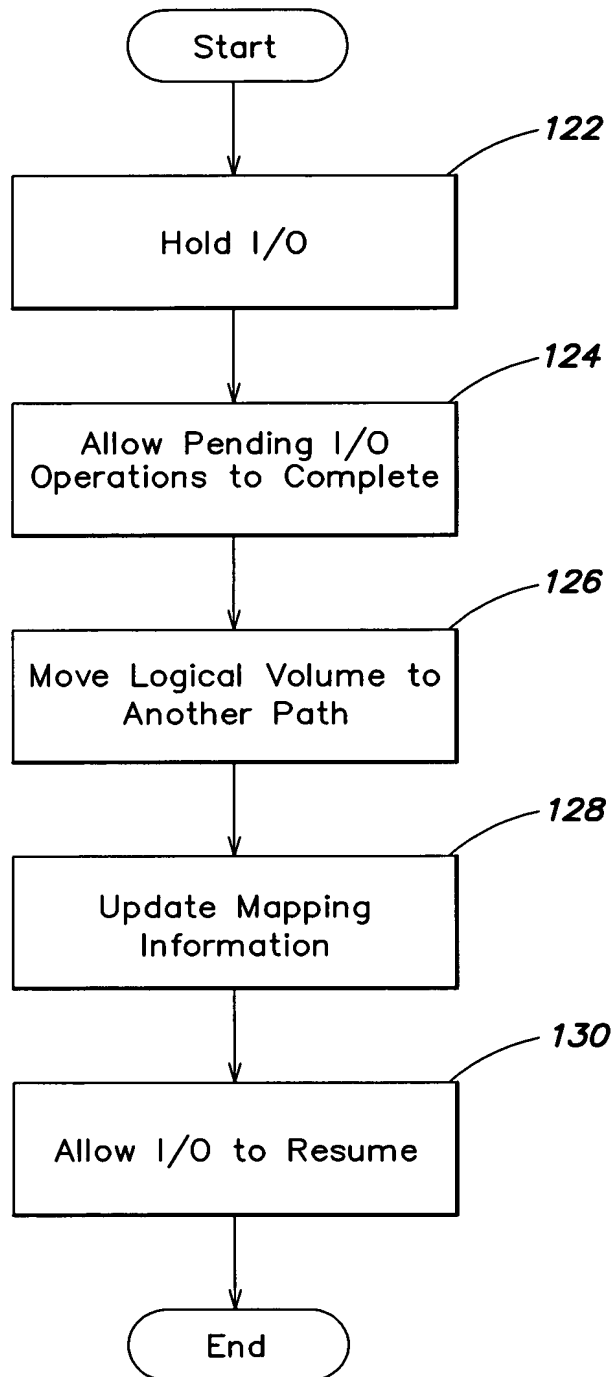 Start
122
Hold I/O
124
Allow Pending I/O
Operations to Complete
126
Move Logical Volume to
Another Path
128
Update Mapping
Information
130
Allow I/O to Resume
End